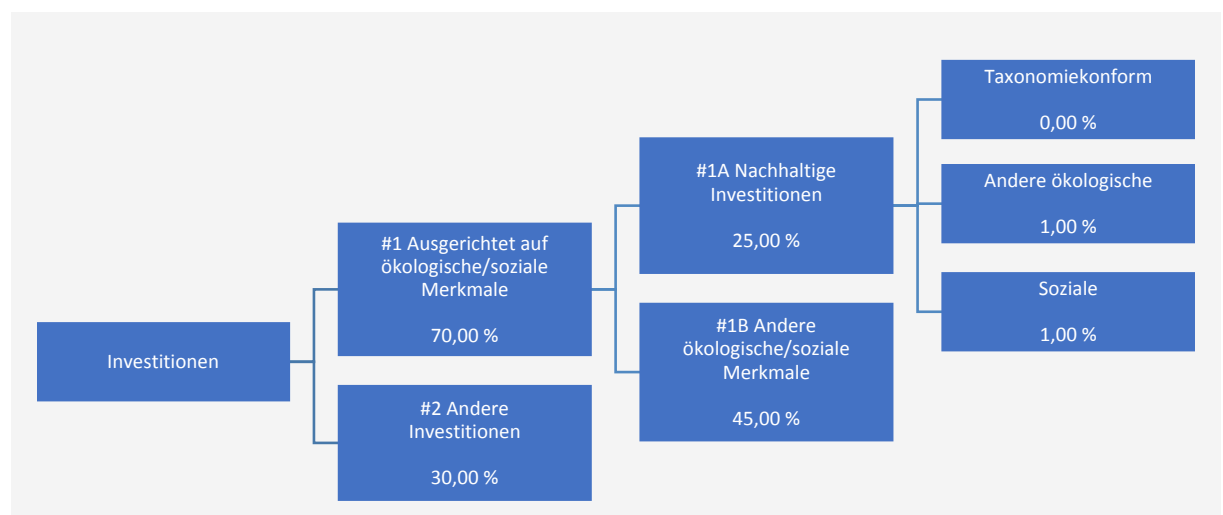 Investitionen
#1 Ausgerichtet auf
ökologische/soziale
Merkmale
70,00 %
#2 Andere
Investitionen
30,00 %
#1A Nachhaltige
Investitionen
25,00 %
#1B Andere
ökologische/soziale
Merkmale
45,00 %
Taxonomiekonform
0,00 %
Andere ökologische
1,00 %
Soziale
1,00 %